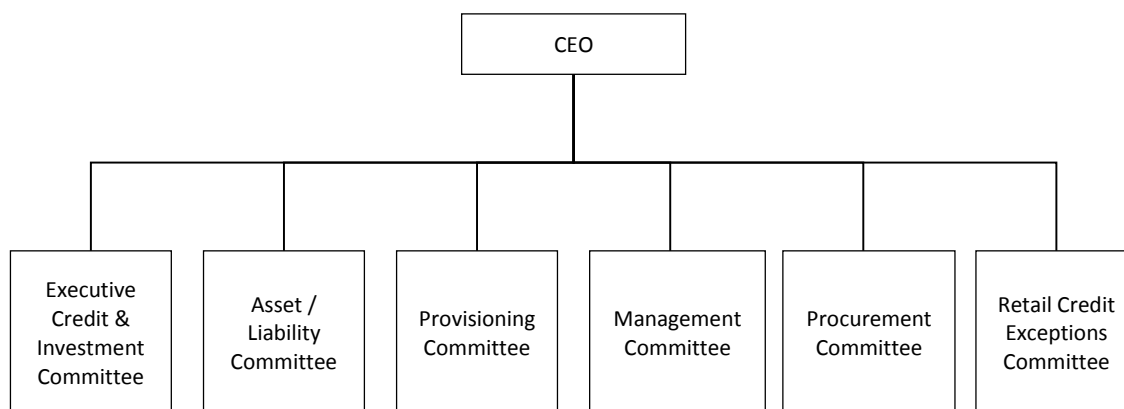 CEO
Executive
Credit &
Investment
Committee
Asset /
Liability
Committee
Provisioning
Committee
Management
Committee
Procurement
Committee
Retail Credit
Exceptions
Committee